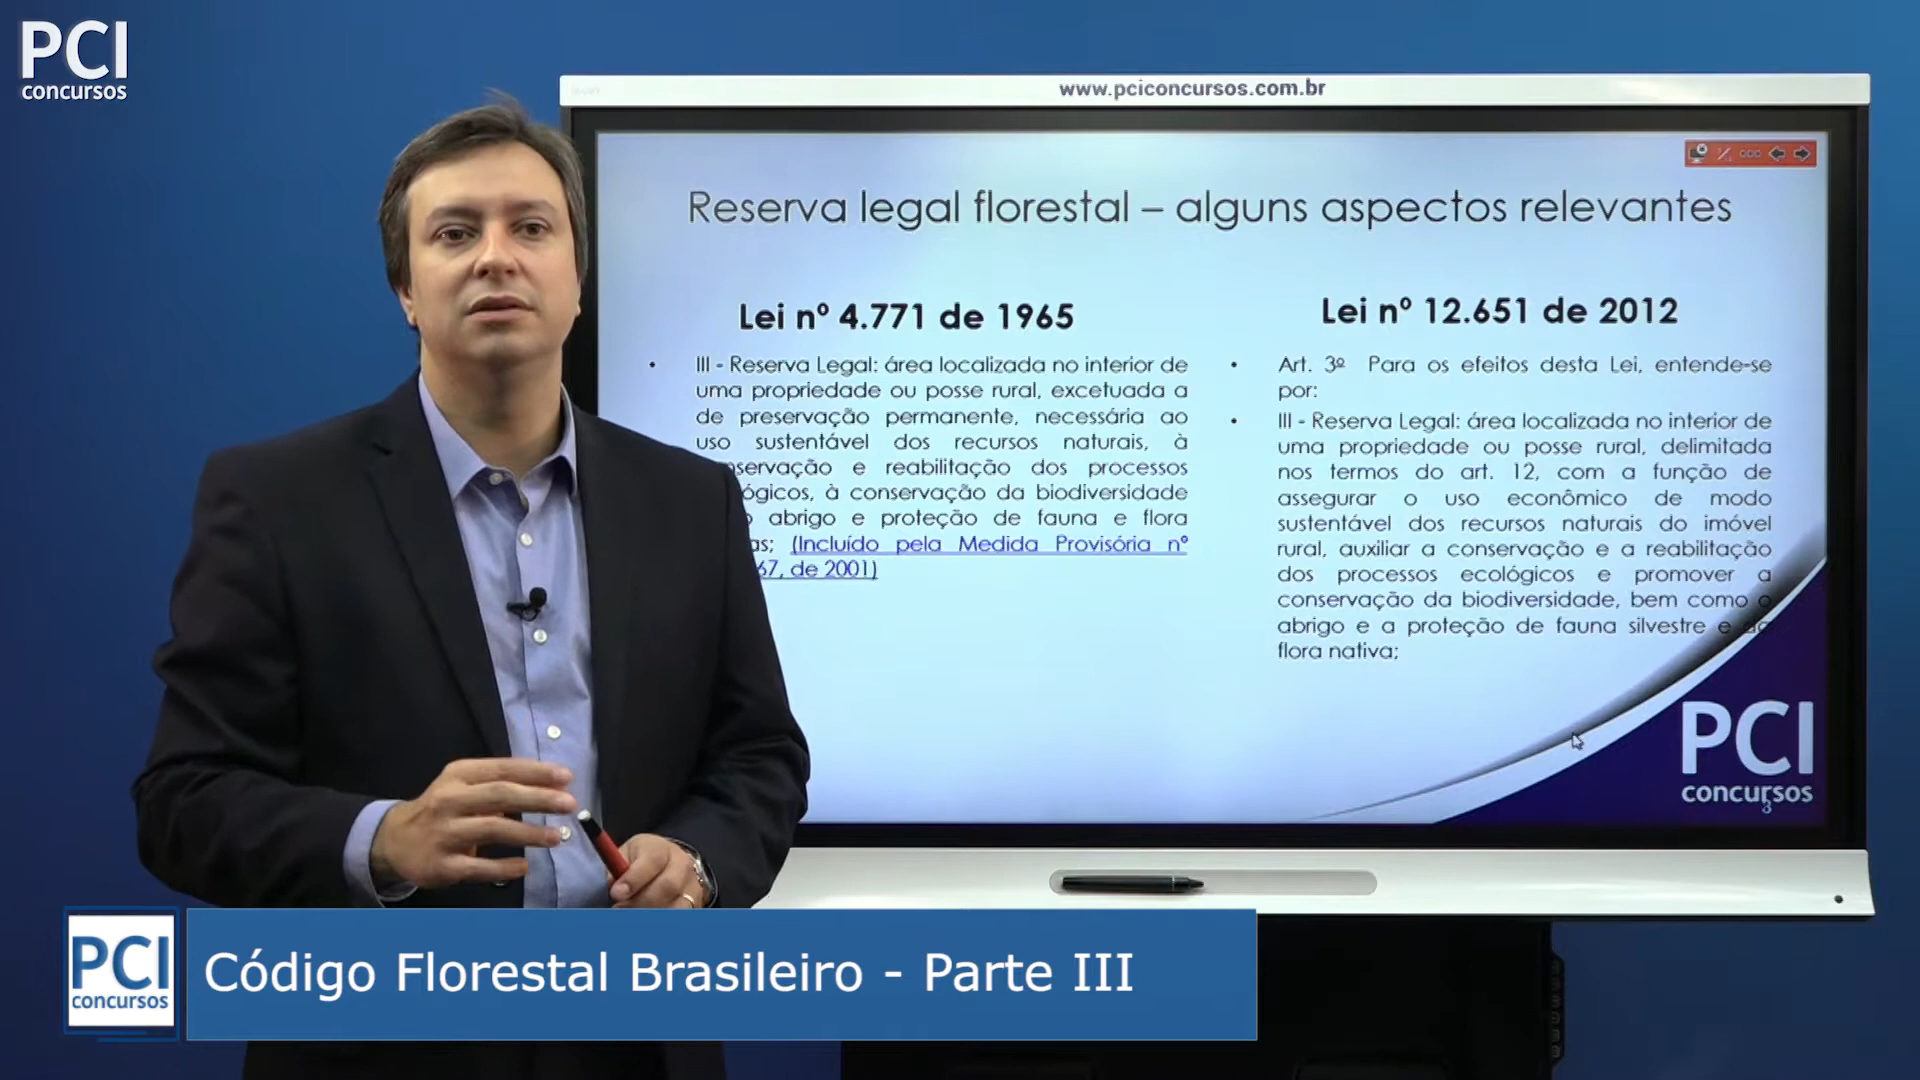 PCI
concursos
www.pciconcursos.com.br
Reserva legal florestal – alguns aspectos relevantes
Lei nº 4.771 de 1965
• III - Reserva Legal: área localizada no interior de
uma propriedade ou posse rural, excetuada a
de preservação permanente, necessária ao
uso sustentável dos recursos naturais, à
servação e reabilitação dos processos
ógicos, à conservação da biodiversidade
abrigo e proteção de fauna e flora
as; (Incluído pela Medida Provisória nº
67, de 2001)
Lei nº 12.651 de 2012
• Art. 3º Para os efeitos desta Lei, entende-se
por:
• III - Reserva Legal: área localizada no interior de
uma propriedade ou posse rural, delimitada
nos termos do art. 12, com a função de
assegurar o uso econômico de modo
sustentável dos recursos naturais do imóvel
rural, auxiliar a conservação e a reabilitação
dos processos ecológicos e promover a
conservação da biodiversidade, bem como o
abrigo e a proteção de fauna silvestre e da
flora nativa;
PCI
concursos
3
PCI
concursos
Código Florestal Brasileiro - Parte III